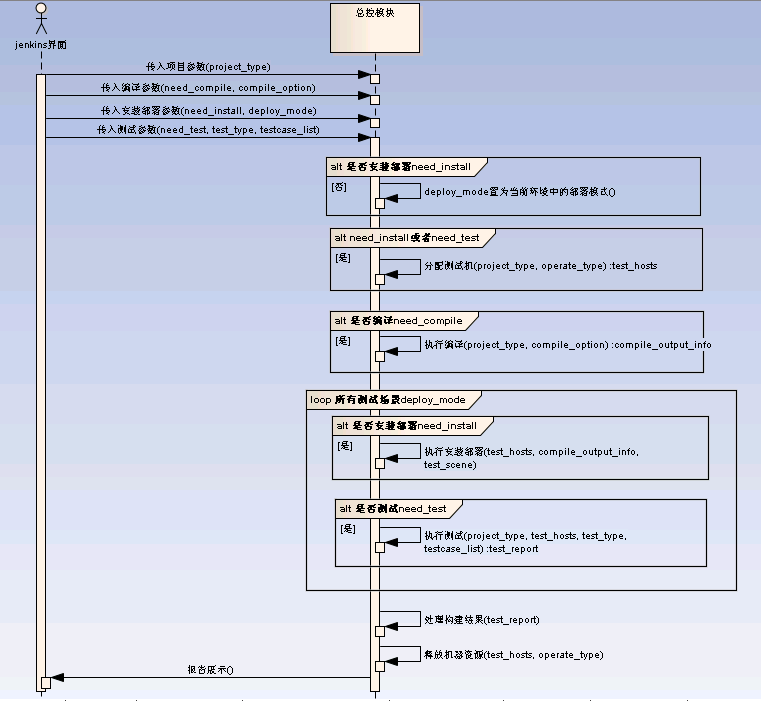 总控模块
jenkins界面
传入项目参数(project_type)
传入编译参数(need_compile, compile_option)
传入安装部署参数(need_install, deploy_mode)
传入测试参数(need_test, test_type, testcase_list)
alt 是否安装部署need_install
[否]
deploy_mode置为当前环境中的部署模式()
alt need_install或者need_test
[是]
分配测试机(project_type, operate_type) :test_hosts
alt 是否编译need_compile
[是]
执行编译(project_type, compile_option) :compile_output_info
loop 所有测试场景deploy_mode
alt 是否安装部署need_install
[是]
执行安装部署(test_hosts, compile_output_info,
test_scene)
alt 是否测试need_test
[是]
执行测试(project_type, test_hosts, test_type,
testcase_list) :test_report
处理构建结果(test_report)
释放机器资源(test_hosts, operate_type)
报告展示()